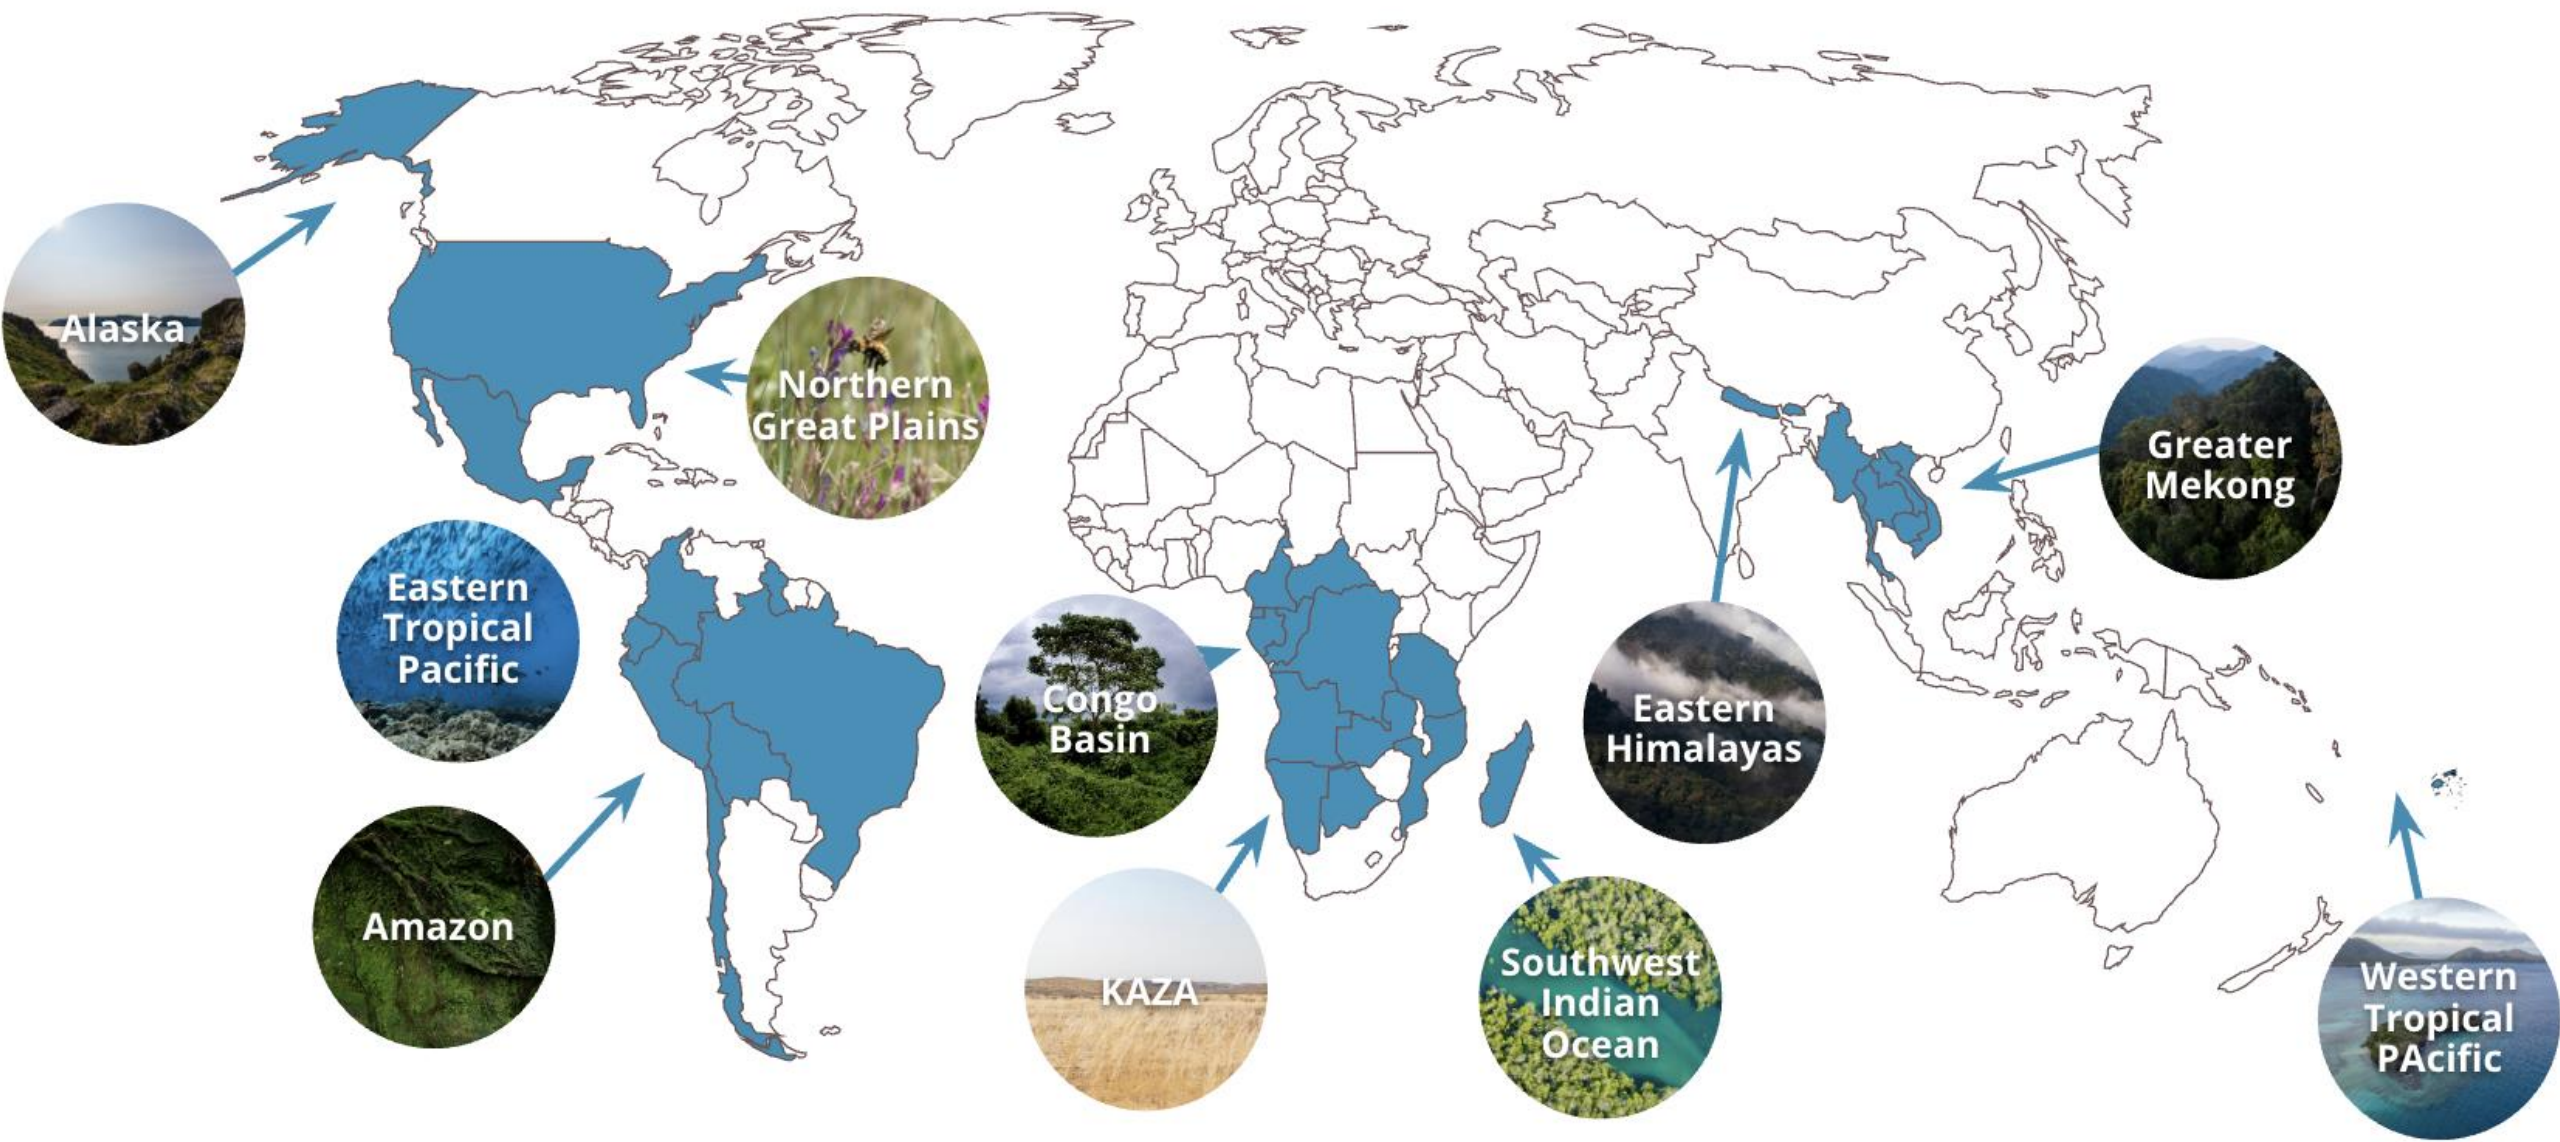 Alaska
Northern
Great Plains
Greater
Mekong
Eastern
Tropical
Pacific
Congo
Basin
Eastern
Himalayas
Amazon
KAZA
Southwest
Indian
Ocean
Western
Tropical
PAcific